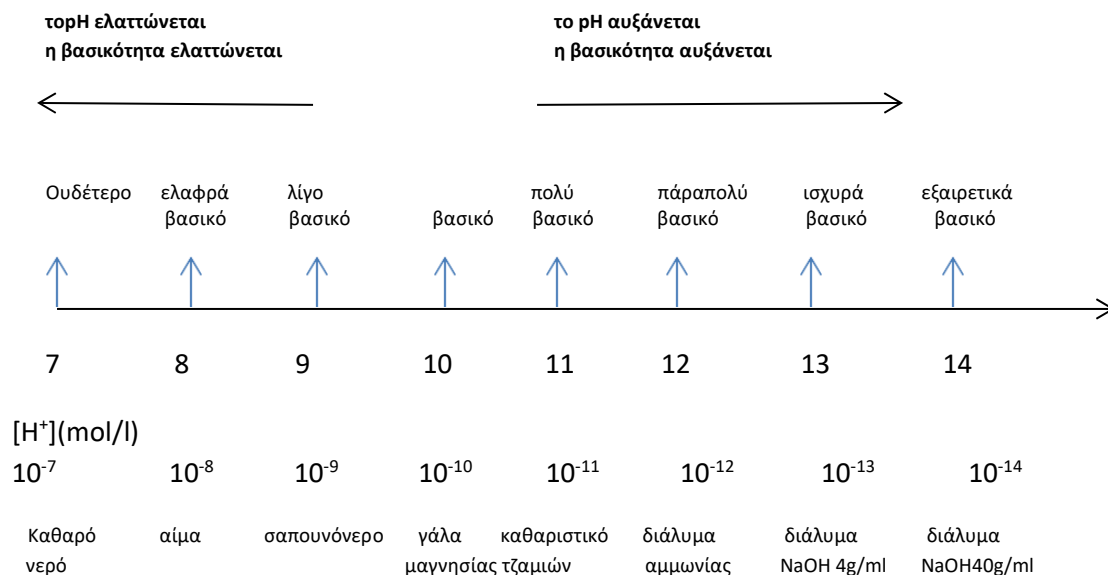 τοpH ελαττώνεται
η βασικότητα ελαττώνεται
το pH αυξάνεται
η βασικότητα αυξάνεται
Ουδέτερο ελαφρά λίγο πολύ πάραπολύ ισχυρά εξαιρετικά
βασικό βασικό βασικό βασικό βασικό βασικό βασικό
7 8 9 10 11 12 13 14
[H⁺](mol/l)
10⁻⁷ 10⁻⁸ 10⁻⁹ 10⁻¹⁰ 10⁻¹¹ 10⁻¹² 10⁻¹³ 10⁻¹⁴
Καθαρό αίμα σαπουνόνερο γάλα καθαριστικό διάλυμα διάλυμα διάλυμα
νερό μαγνησίας τζαμιών αμμωνίας NaOH 4g/ml NaOH40g/ml